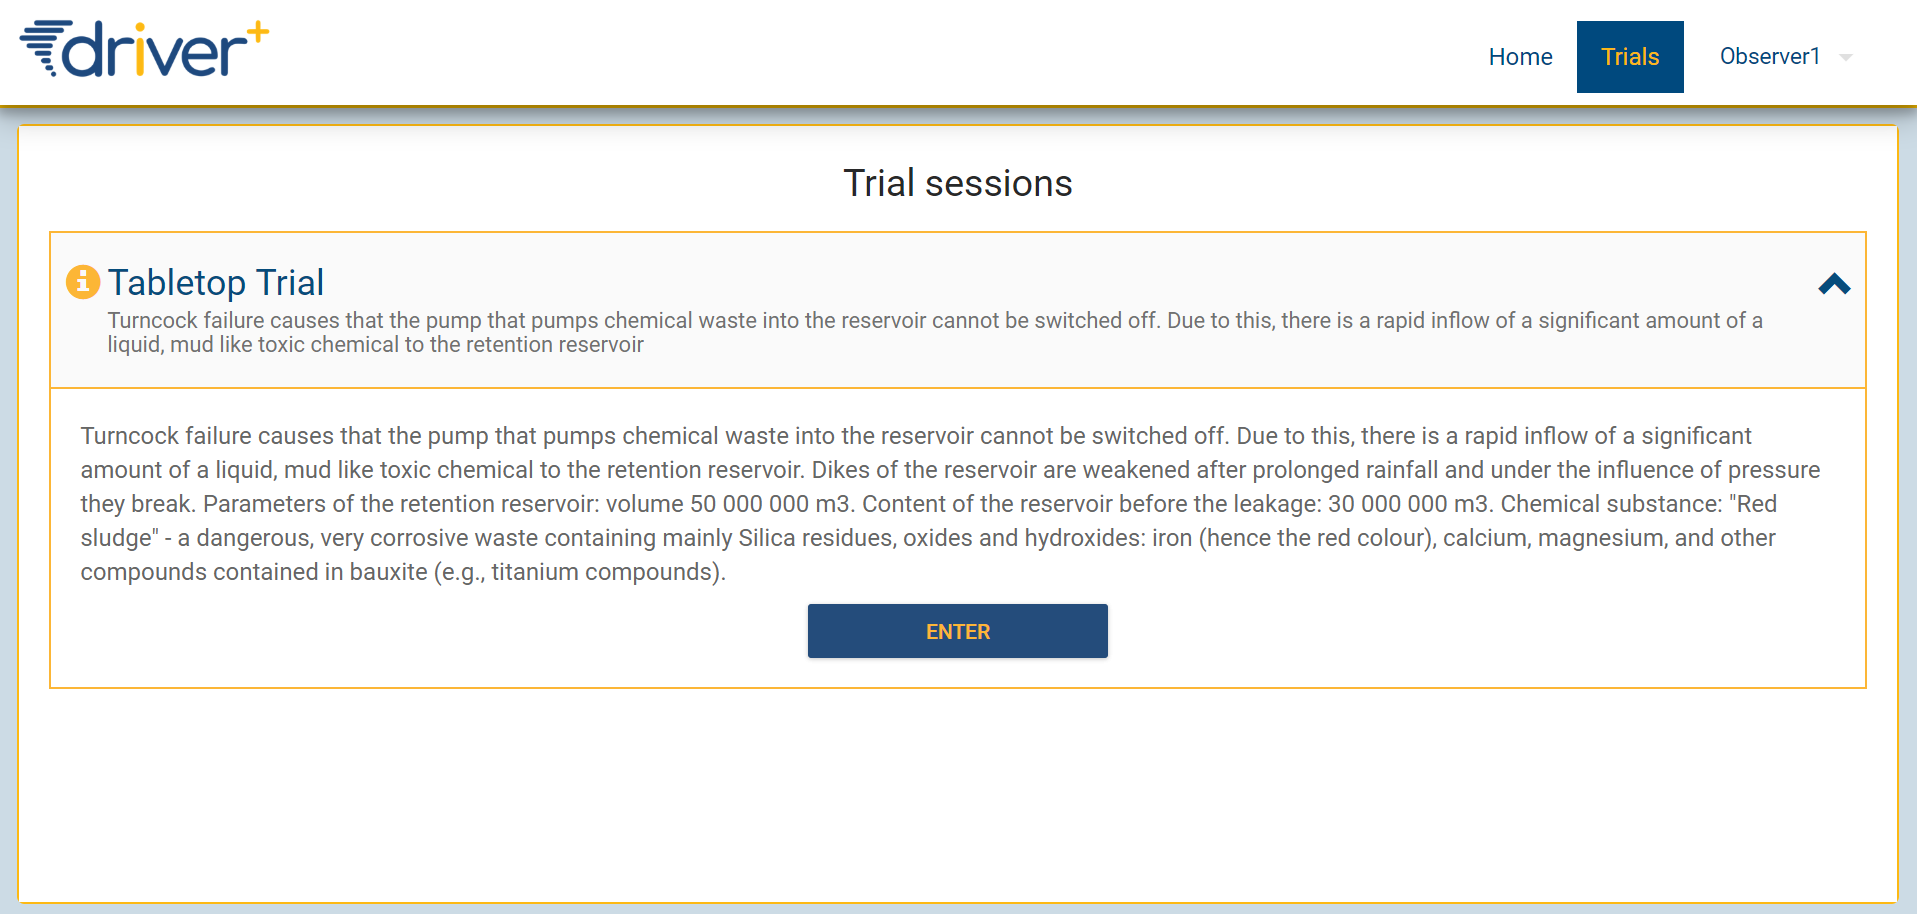 driver+
Home
Trials
Observer1
Trial sessions
Tabletop Trial
Turncock failure causes that the pump that pumps chemical waste into the reservoir cannot be switched off. Due to this, there is a rapid inflow of a significant amount of a
liquid, mud like toxic chemical to the retention reservoir
Turncock failure causes that the pump that pumps chemical waste into the reservoir cannot be switched off. Due to this, there is a rapid inflow of a significant
amount of a liquid, mud like toxic chemical to the retention reservoir. Dikes of the reservoir are weakened after prolonged rainfall and under the influence of pressure
they break. Parameters of the retention reservoir: volume 50 000 000 m3. Content of the reservoir before the leakage: 30 000 000 m3. Chemical substance: "Red
sludge" - a dangerous, very corrosive waste containing mainly Silica residues, oxides and hydroxides: iron (hence the red colour), calcium, magnesium, and other
compounds contained in bauxite (e.g., titanium compounds).
ENTER